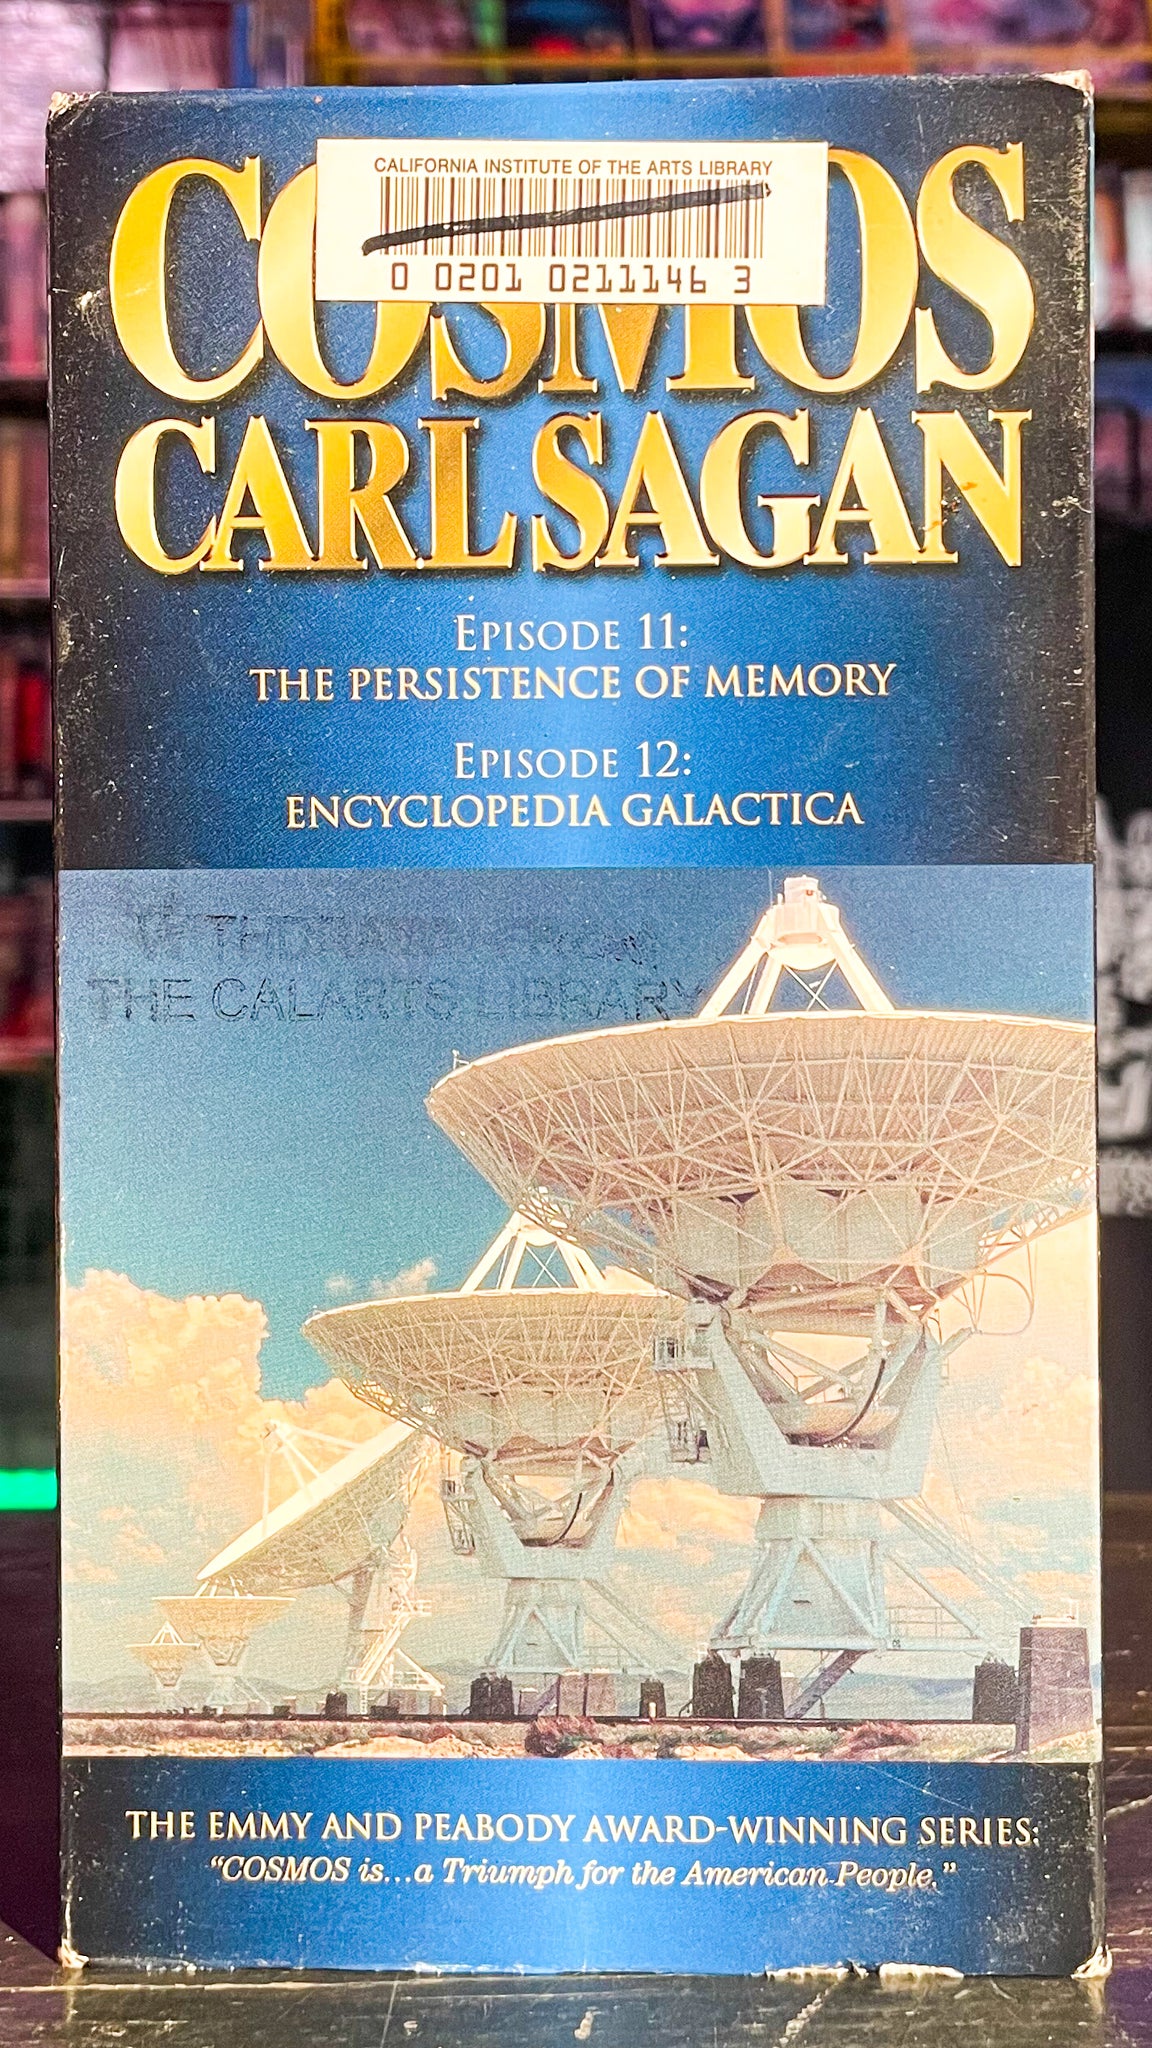 COSMOS
CALIFORNIA INSTITUTE OF THE ARTS LIBRARY
0 0201 0211146 3
CARL SAGAN
EPISODE 11:
THE PERSISTENCE OF MEMORY
EPISODE 12:
ENCYCLOPEDIA GALACTICA
THE CALARTS LIBRARY
THE EMMY AND PEABODY AWARD-WINNING SERIES:
"COSMOS is...a Triumph for the American People."